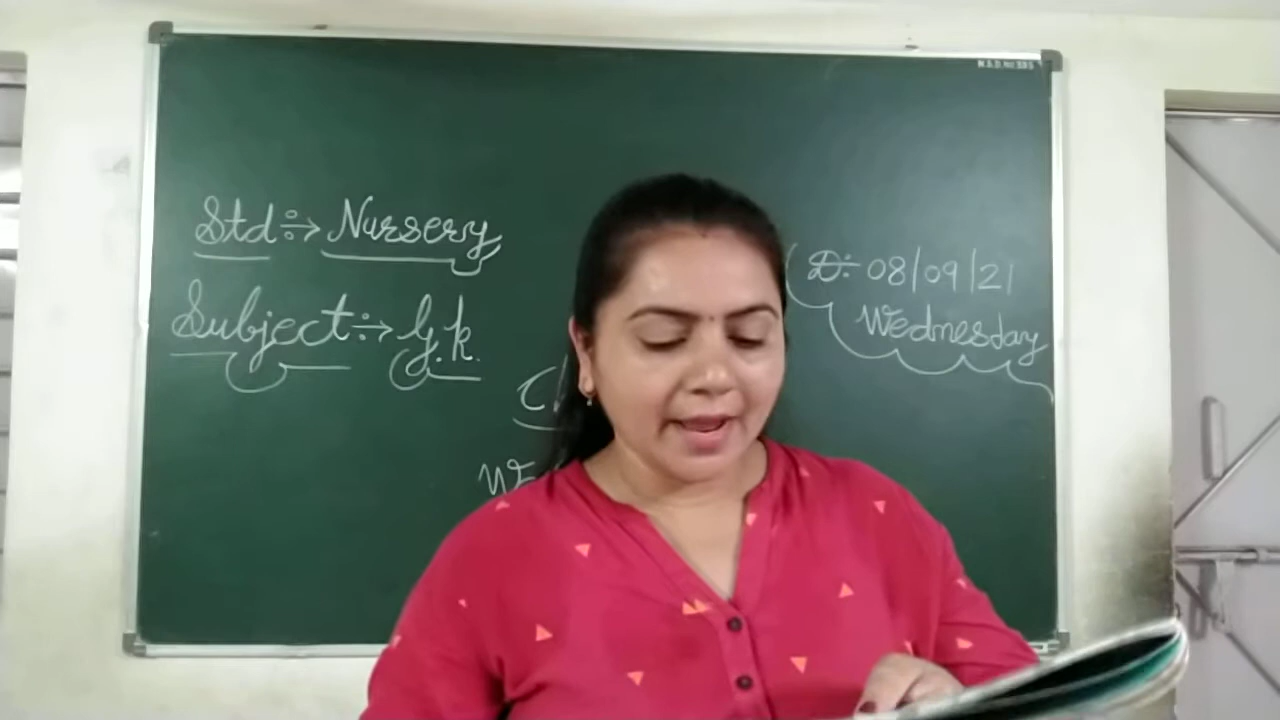 Std :→ Nursery
Subject :→ G.K.
D:- 08/09/21
Wednesday